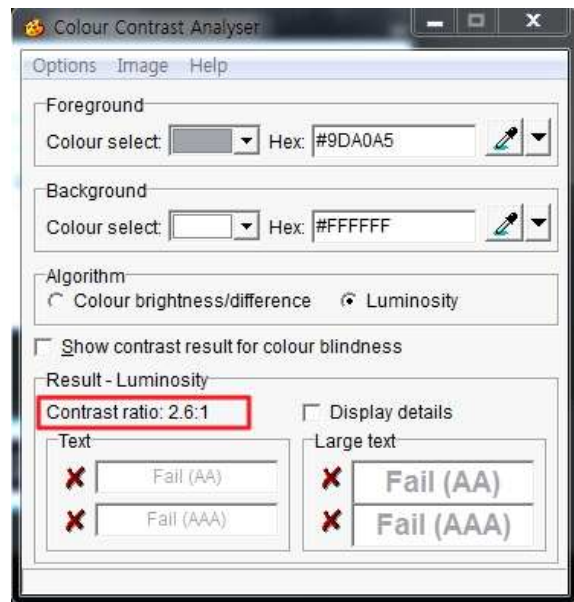 Colour Contrast Analyser
Options Image Help
Foreground
Colour select: Hex: #9DA0A5
Background
Colour select: Hex: #FFFFFF
Algorithm
Colour brightness/difference Luminosity
Show contrast result for colour blindness
Result - Luminosity
Contrast ratio: 2.6:1 Display details
Text Large text
Fail (AA) Fail (AA)
Fail (AAA) Fail (AAA)